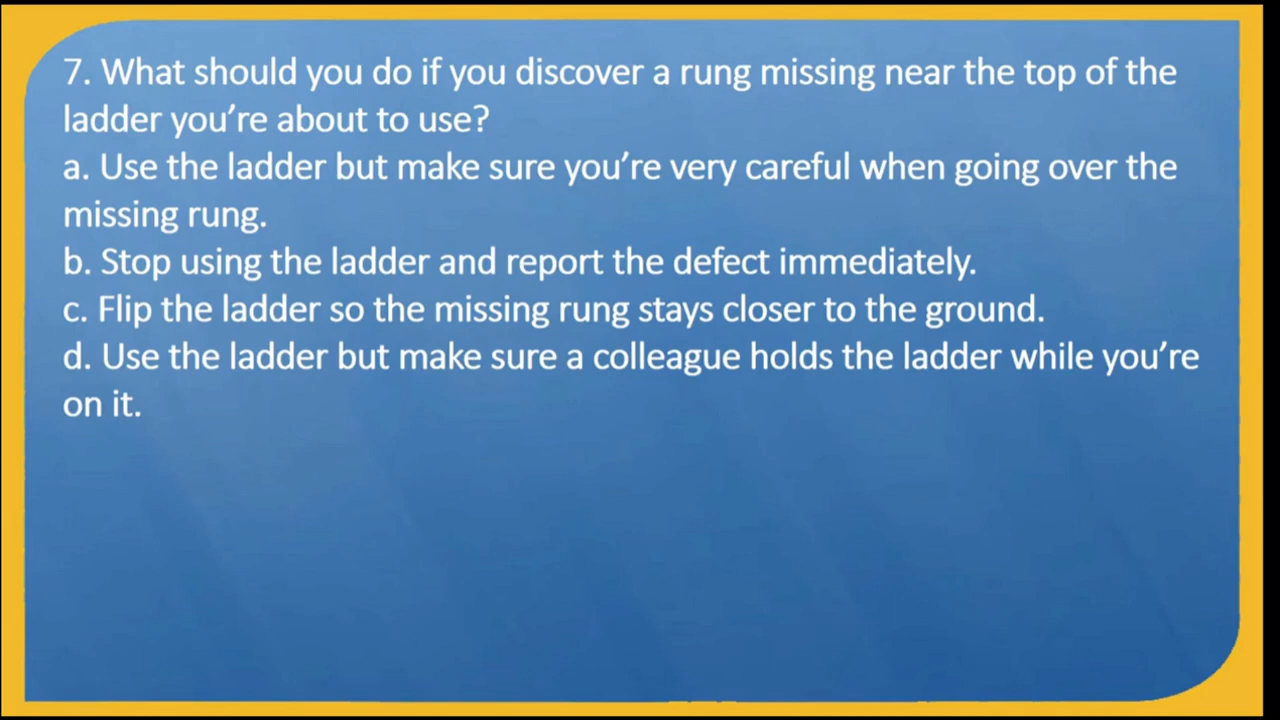 7. What should you do if you discover a rung missing near the top of the
ladder you’re about to use?
a. Use the ladder but make sure you’re very careful when going over the
missing rung.
b. Stop using the ladder and report the defect immediately.
c. Flip the ladder so the missing rung stays closer to the ground.
d. Use the ladder but make sure a colleague holds the ladder while you’re
on it.